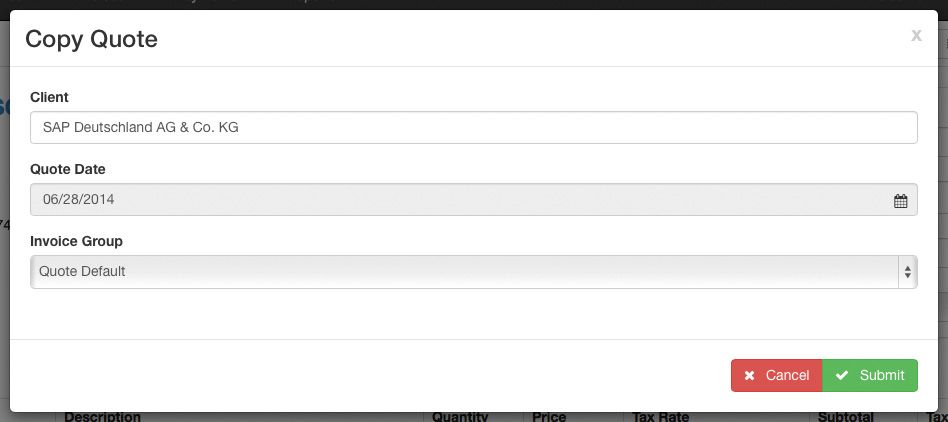 Copy Quote
x
Client
SAP Deutschland AG & Co. KG
Quote Date
06/28/2014
Invoice Group
Quote Default
Cancel
Submit
Description Quantity Price Tax Rate Subtotal Tax